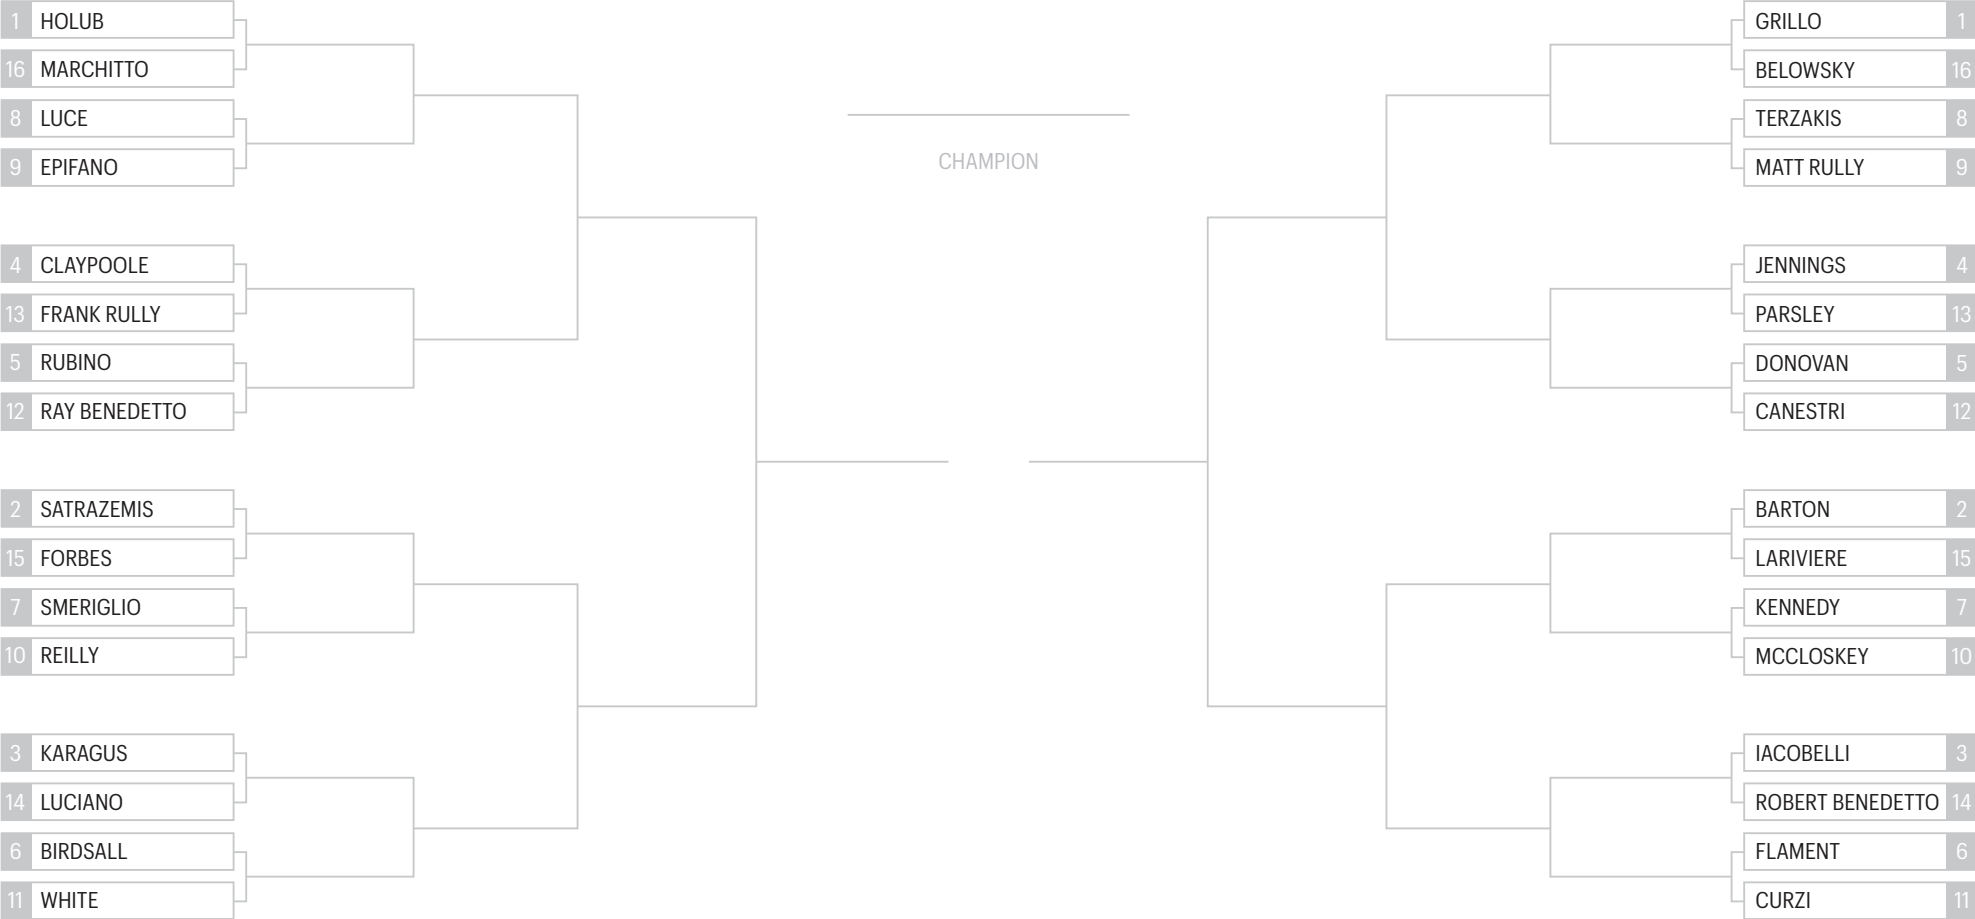 1 HOLUB
16 MARCHITTO
8 LUCE
9 EPIFANO
4 CLAYPOOLE
13 FRANK RULLY
5 RUBINO
12 RAY BENEDETTO
2 SATRAZEMIS
15 FORBES
7 SMERIGLIO
10 REILLY
3 KARAGUS
14 LUCIANO
6 BIRDSALL
11 WHITE
CHAMPION
GRILLO 1
BELOWSKY 16
TERZAKIS 8
MATT RULLY 9
JENNINGS 4
PARSLEY 13
DONOVAN 5
CANESTRI 12
BARTON 2
LARIVIERE 15
KENNEDY 7
MCCLOSKEY 10
IACOBELLI 3
ROBERT BENEDETTO 14
FLAMENT 6
CURZI 11